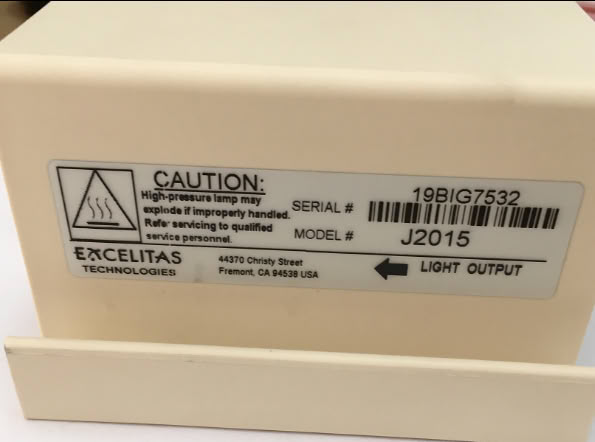 CAUTION:
High-pressure lamp may
explode if improperly handled.
Refer servicing to qualified
service personnel.
SERIAL # 19BIG7532
MODEL # J2015
EXCELITAS
TECHNOLOGIES
44370 Christy Street
Fremont, CA 94538 USA
LIGHT OUTPUT